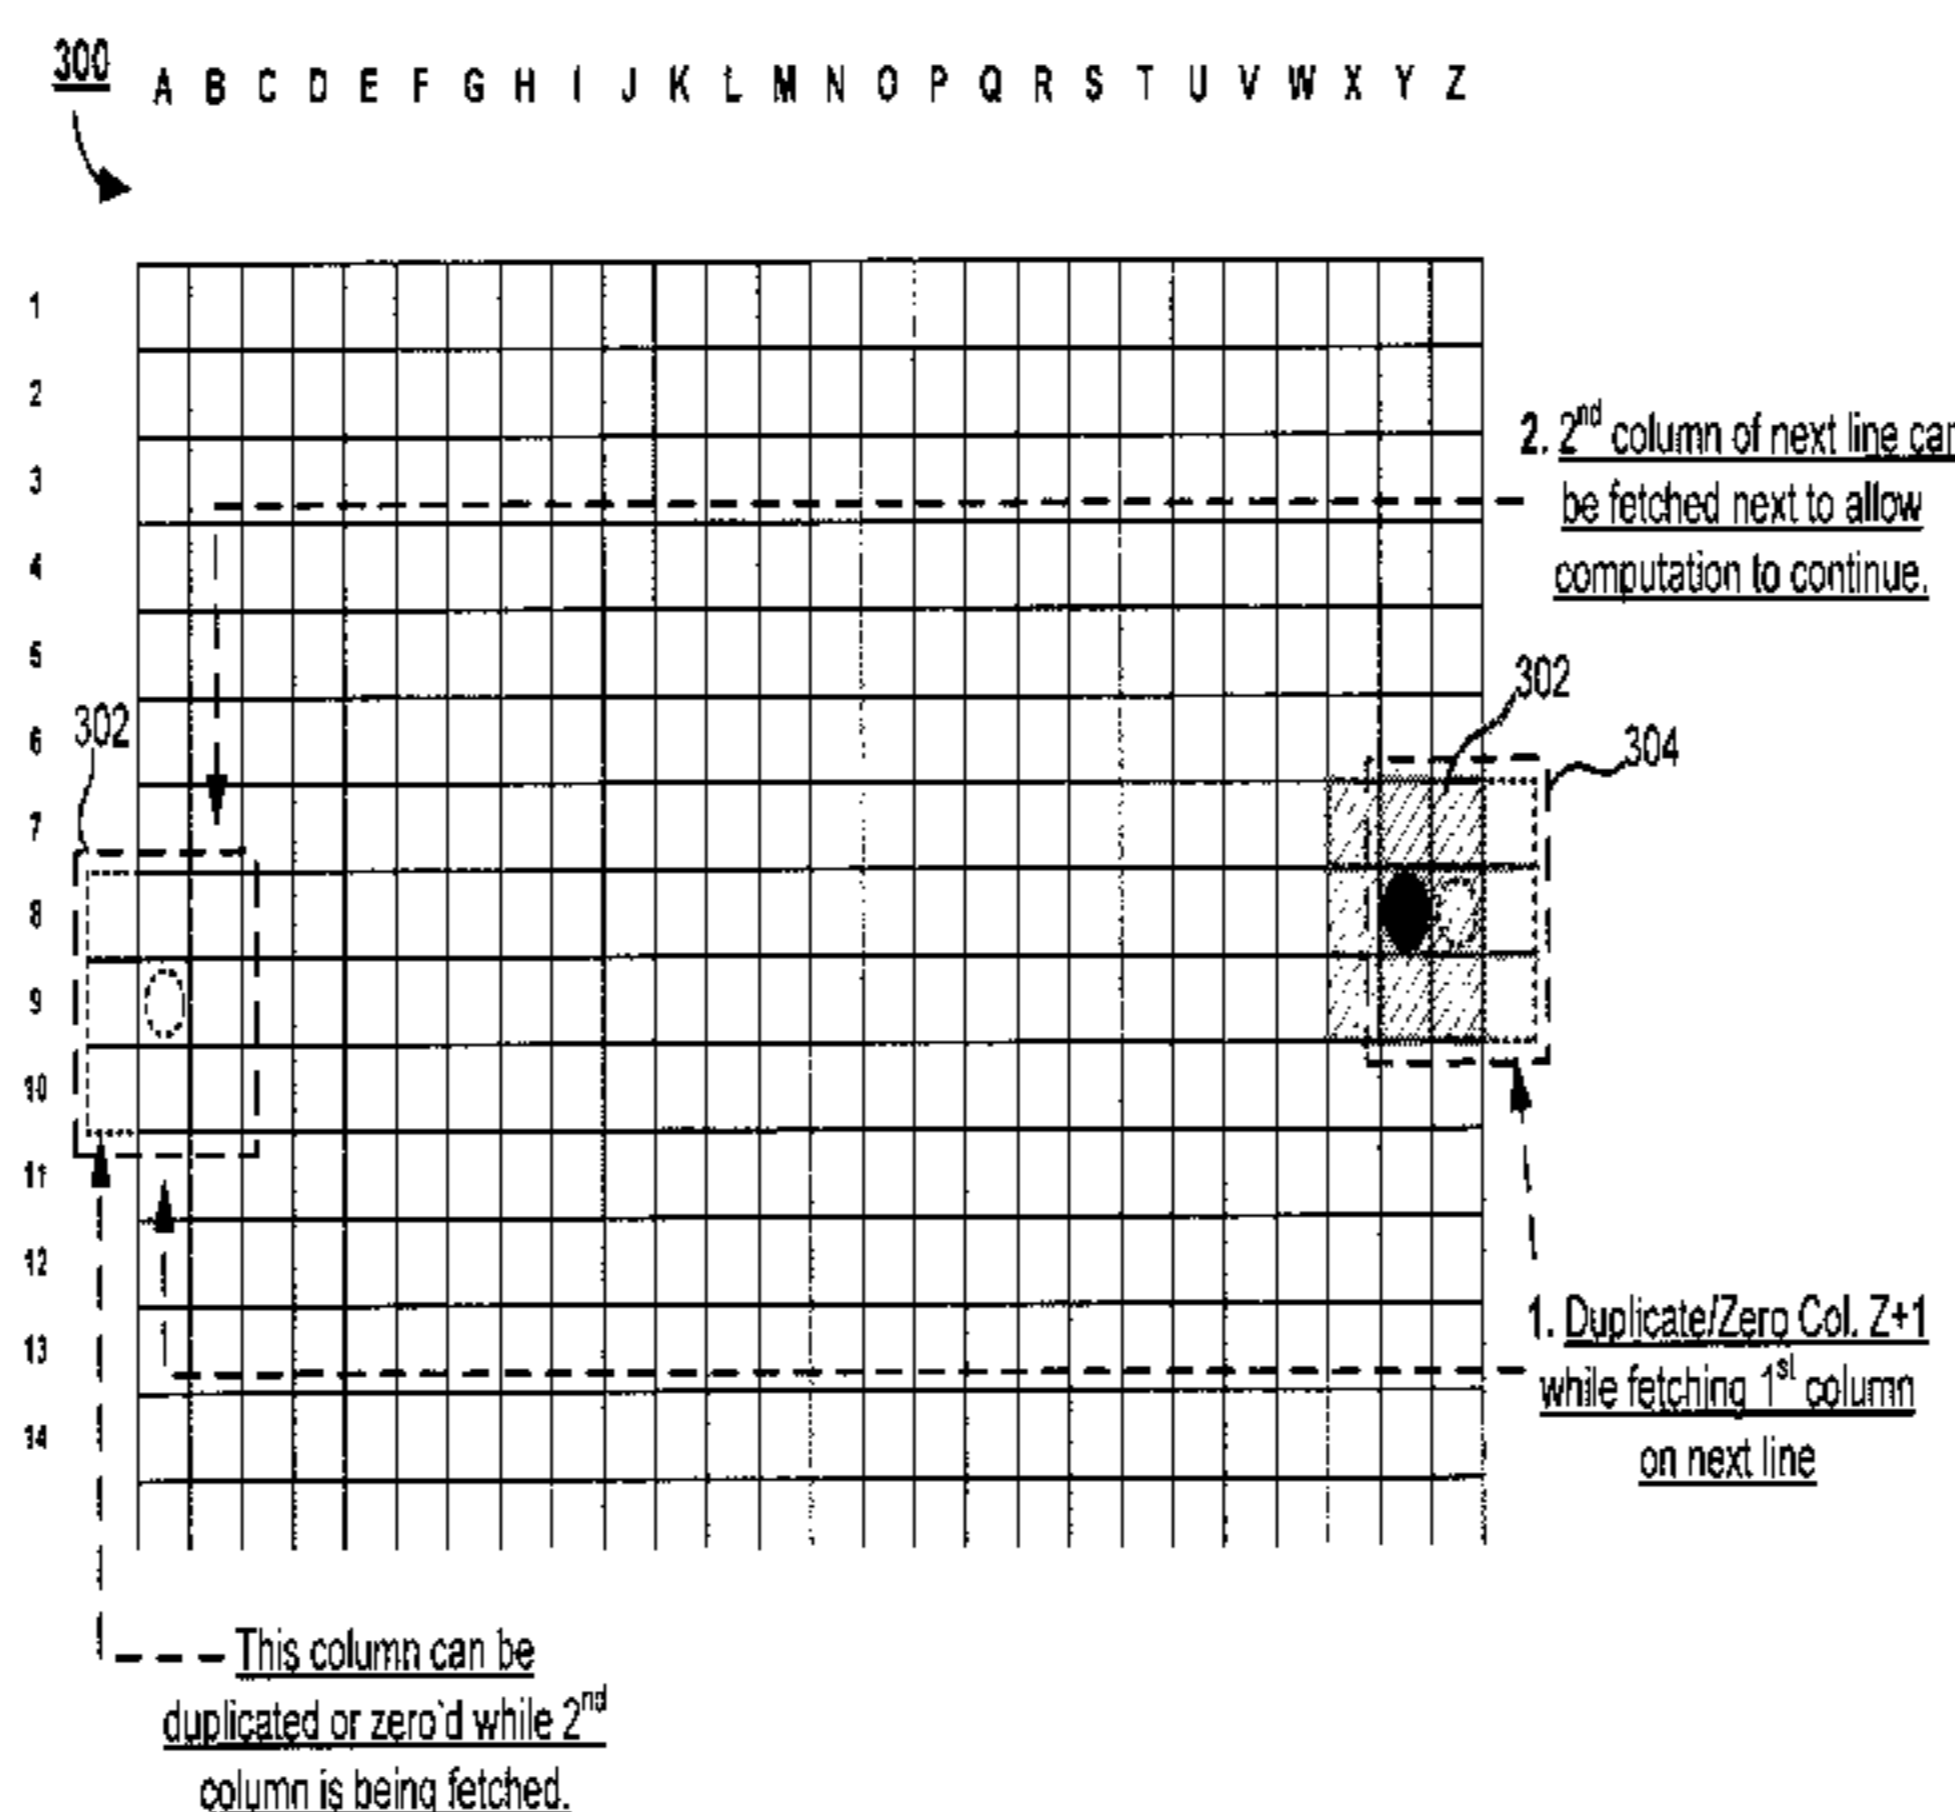 300
A B C D E F G H I J K L M N O P Q R S T U V W X Y Z
1
2
3
4
5
6
7
8
9
10
11
12
13
14
2. 2nd column of next line can
be fetched next to allow
computation to continue.
302
304
302
1. Duplicate/Zero Col. Z+1
while fetching 1st column
on next line
This column can be
duplicated or zero'd while 2nd
column is being fetched.